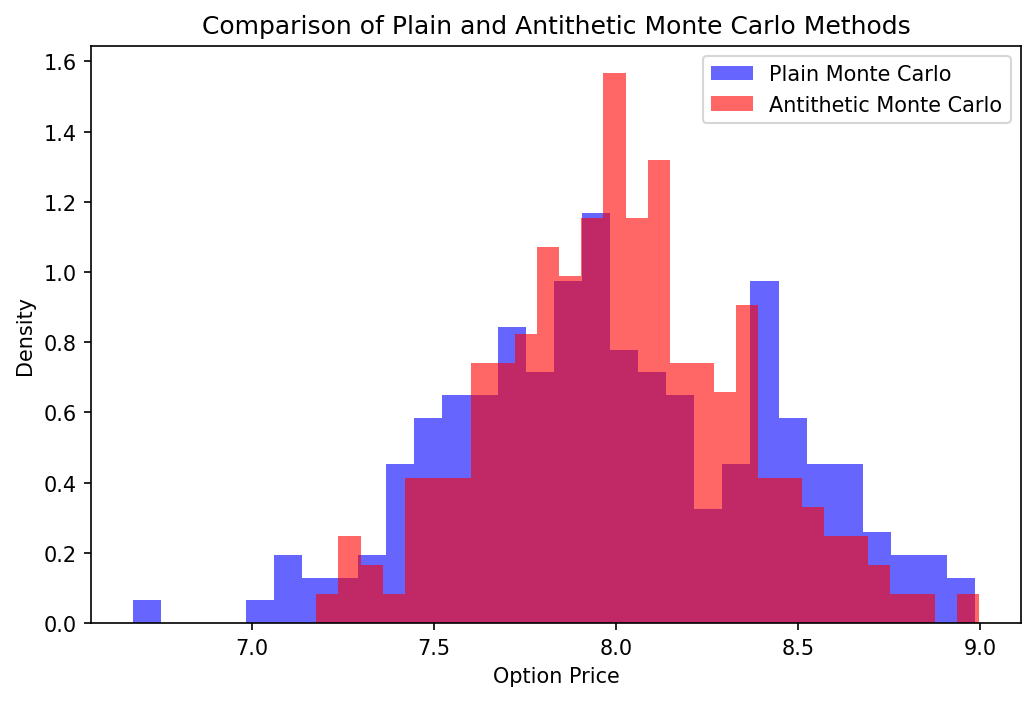 Comparison of Plain and Antithetic Monte Carlo Methods
Plain Monte Carlo
Antithetic Monte Carlo
Density
1.6
1.4
1.2
1.0
0.8
0.6
0.4
0.2
0.0
7.0 7.5 8.0 8.5 9.0
Option Price